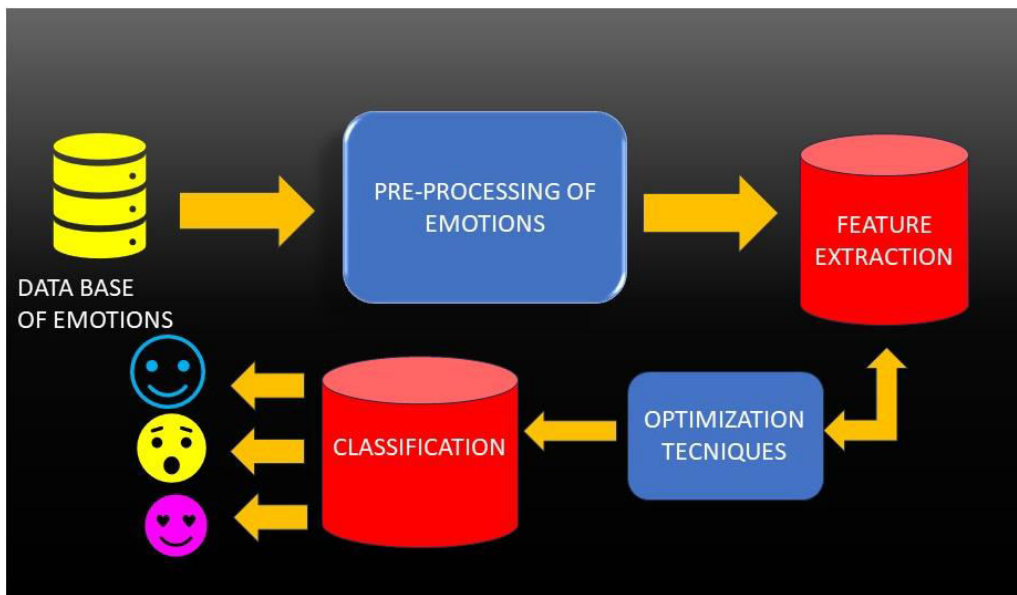 PRE-PROCESSING OF
EMOTIONS
FEATURE
EXTRACTION
DATA BASE
OF EMOTIONS
CLASSIFICATION
OPTIMIZATION
TECNIQUES